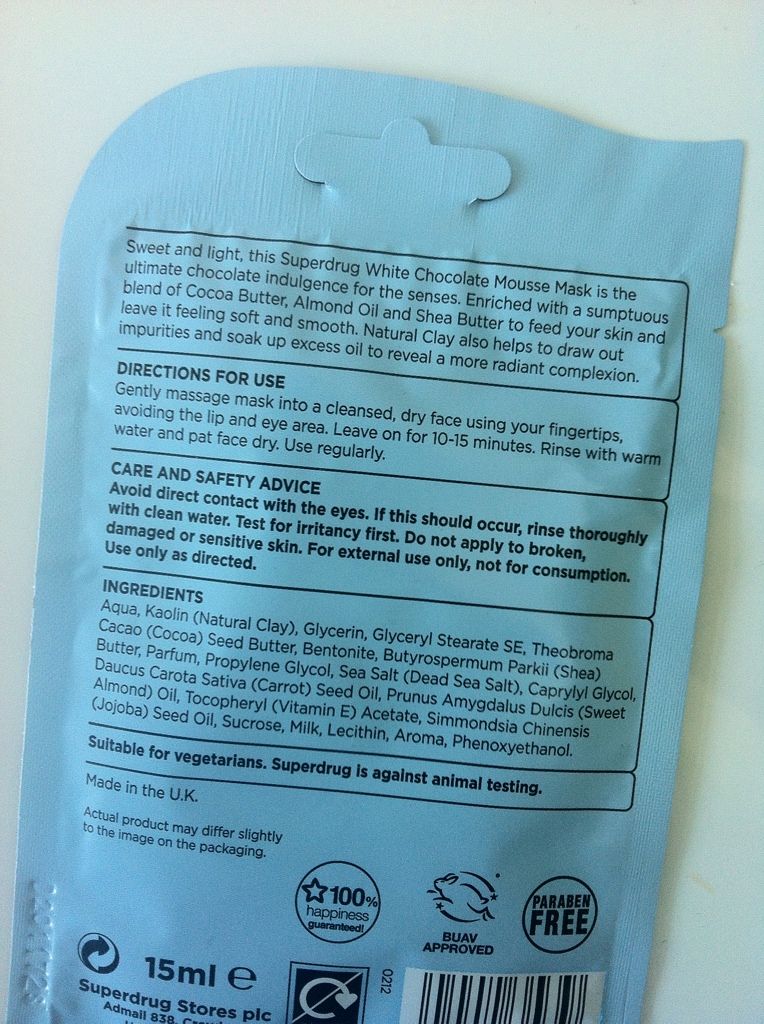 Sweet and light, this Superdrug White Chocolate Mousse Mask is the
ultimate chocolate indulgence for the senses. Enriched with a sumptuous
blend of Cocoa Butter, Almond Oil and Shea Butter to feed your skin and
leave it feeling soft and smooth. Natural Clay also helps to draw out
impurities and soak up excess oil to reveal a more radiant complexion.
DIRECTIONS FOR USE
Gently massage mask into a cleansed, dry face using your fingertips,
avoiding the lip and eye area. Leave on for 10-15 minutes. Rinse with warm
water and pat face dry. Use regularly.
CARE AND SAFETY ADVICE
Avoid direct contact with the eyes. If this should occur, rinse thoroughly
with clean water. Test for irritancy first. Do not apply to broken,
damaged or sensitive skin. For external use only, not for consumption.
Use only as directed.
INGREDIENTS
Aqua, Kaolin (Natural Clay), Glycerin, Glyceryl Stearate SE, Theobroma
Cacao (Cocoa) Seed Butter, Bentonite, Butyrospermum Parkii (Shea)
Butter, Parfum, Propylene Glycol, Sea Salt (Dead Sea Salt), Caprylyl Glycol,
Daucus Carota Sativa (Carrot) Seed Oil, Prunus Amygdalus Dulcis (Sweet
Almond) Oil, Tocopheryl (Vitamin E) Acetate, Simmondsia Chinensis
(Jojoba) Seed Oil, Sucrose, Milk, Lecithin, Aroma, Phenoxyethanol.
Suitable for vegetarians. Superdrug is against animal testing.
Made in the U.K.
Actual product may differ slightly
to the image on the packaging.
100%
happiness
guaranteed!
BUAV
APPROVED
PARABEN
FREE
15ml e
0212
Superdrug Stores plc
Admail 838,